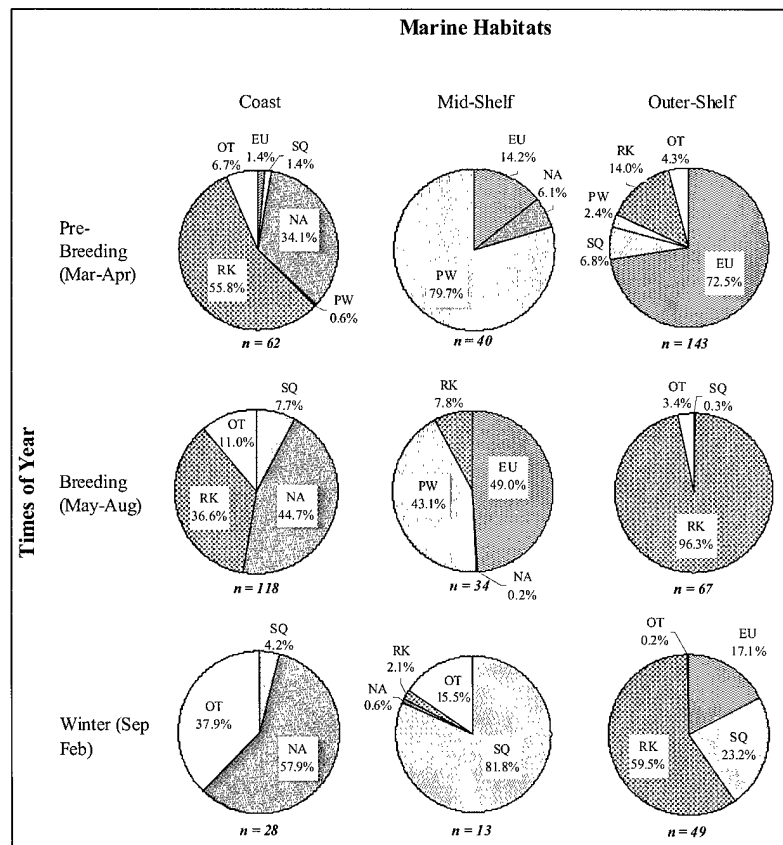 Marine Habitats
Coast
Mid-Shelf
Outer-Shelf
Times of Year
Pre-
Breeding
(Mar-Apr)
OT
6.7%
EU
1.4%
SQ
1.4%
NA
34.1%
PW
0.6%
RK
55.8%
n = 62
EU
14.2%
NA
6.1%
PW
79.7%
n = 40
OT
4.3%
RK
14.0%
PW
2.4%
SQ
6.8%
EU
72.5%
n = 143
Breeding
(May-Aug)
SQ
7.7%
OT
11.0%
RK
36.6%
NA
44.7%
n = 118
RK
7.8%
EU
49.0%
PW
43.1%
NA
0.2%
n = 34
OT
3.4%
SQ
0.3%
RK
96.3%
n = 67
Winter (Sep
Feb)
SQ
4.2%
OT
37.9%
NA
57.9%
n = 28
RK
2.1%
NA
0.6%
OT
15.5%
SQ
81.8%
n = 13
OT
0.2%
EU
17.1%
SQ
23.2%
RK
59.5%
n = 49